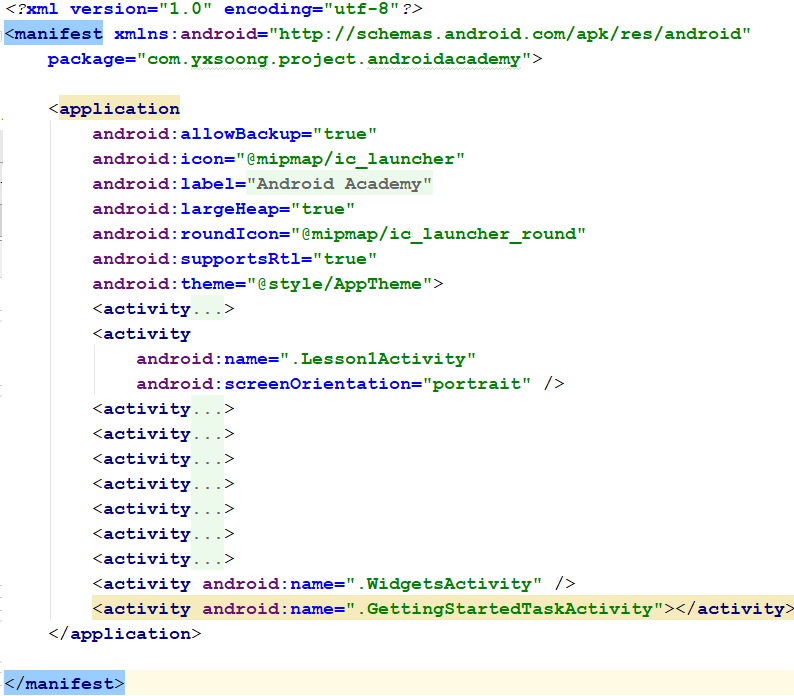 <?xml version="1.0" encoding="utf-8"?>
<manifest xmlns:android="http://schemas.android.com/apk/res/android"
package="com.yxsoong.project.androidacademy">
<application
android:allowBackup="true"
android:icon="@mipmap/ic_launcher"
android:label="Android Academy"
android:largeHeap="true"
android:roundIcon="@mipmap/ic_launcher_round"
android:supportsRtl="true"
android:theme="@style/AppTheme">
<activity...>
<activity
android:name=".Lesson1Activity"
android:screenOrientation="portrait" />
<activity...>
<activity...>
<activity...>
<activity...>
<activity...>
<activity...>
<activity...>
<activity android:name=".WidgetsActivity" />
<activity android:name=".GettingStartedTaskActivity"></activity>
</application>
</manifest>